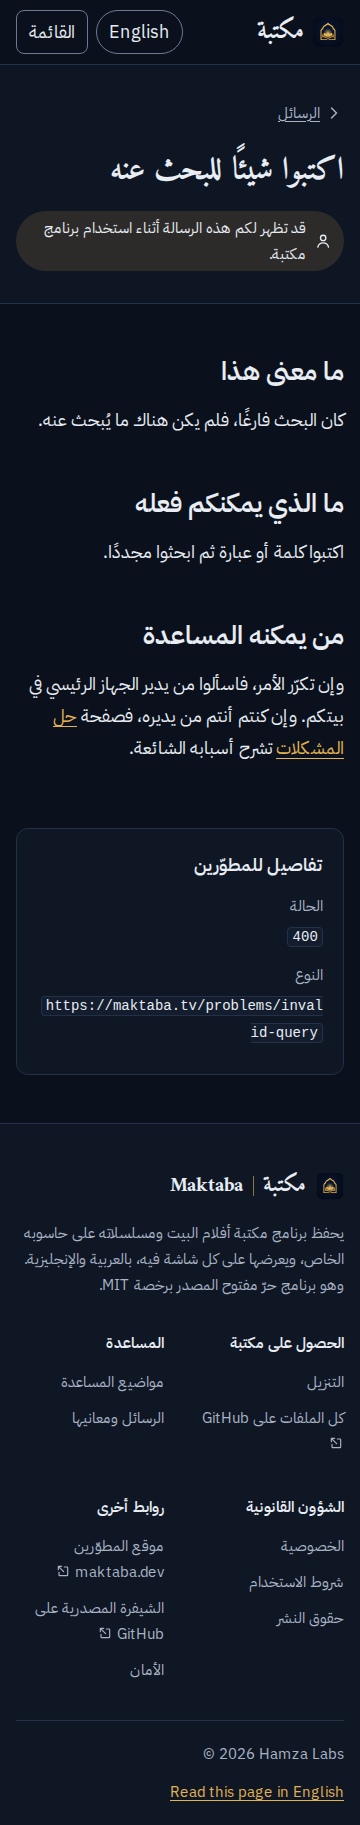 مكتبة
English
القائمة
الرسائل
اكتبوا شيئًا للبحث عنه
قد تظهر لكم هذه الرسالة أثناء استخدام برنامج
مكتبة.
ما معنى هذا
كان البحث فارغًا، فلم يكن هناك ما يُبحث عنه.
ما الذي يمكنكم فعله
اكتبوا كلمة أو عبارة ثم ابحثوا مجددًا.
من يمكنه المساعدة
وإن تكرّر الأمر، فاسألوا من يدير الجهاز الرئيسي في
بيتكم. وإن كنتم أنتم من يديره، فصفحة حل
المشكلات تشرح أسبابه الشائعة.
تفاصيل للمطوّرين
الحالة
400
النوع
https://maktaba.tv/problems/inval
id-query
مكتبة | Maktaba
يحفظ برنامج مكتبة أفلام البيت ومسلسلاته على حاسوبه
الخاص، ويعرضها على كل شاشة فيه، بالعربية والإنجليزية.
وهو برنامج حرّ مفتوح المصدر برخصة MIT.
الحصول على مكتبة
التنزيل
كل الملفات على GitHub
المساعدة
مواضيع المساعدة
الرسائل ومعانيها
الشؤون القانونية
الخصوصية
شروط الاستخدام
حقوق النشر
روابط أخرى
موقع المطوّرين
maktaba.dev
الشيفرة المصدرية على
GitHub
الأمان
© 2026 Hamza Labs
Read this page in English